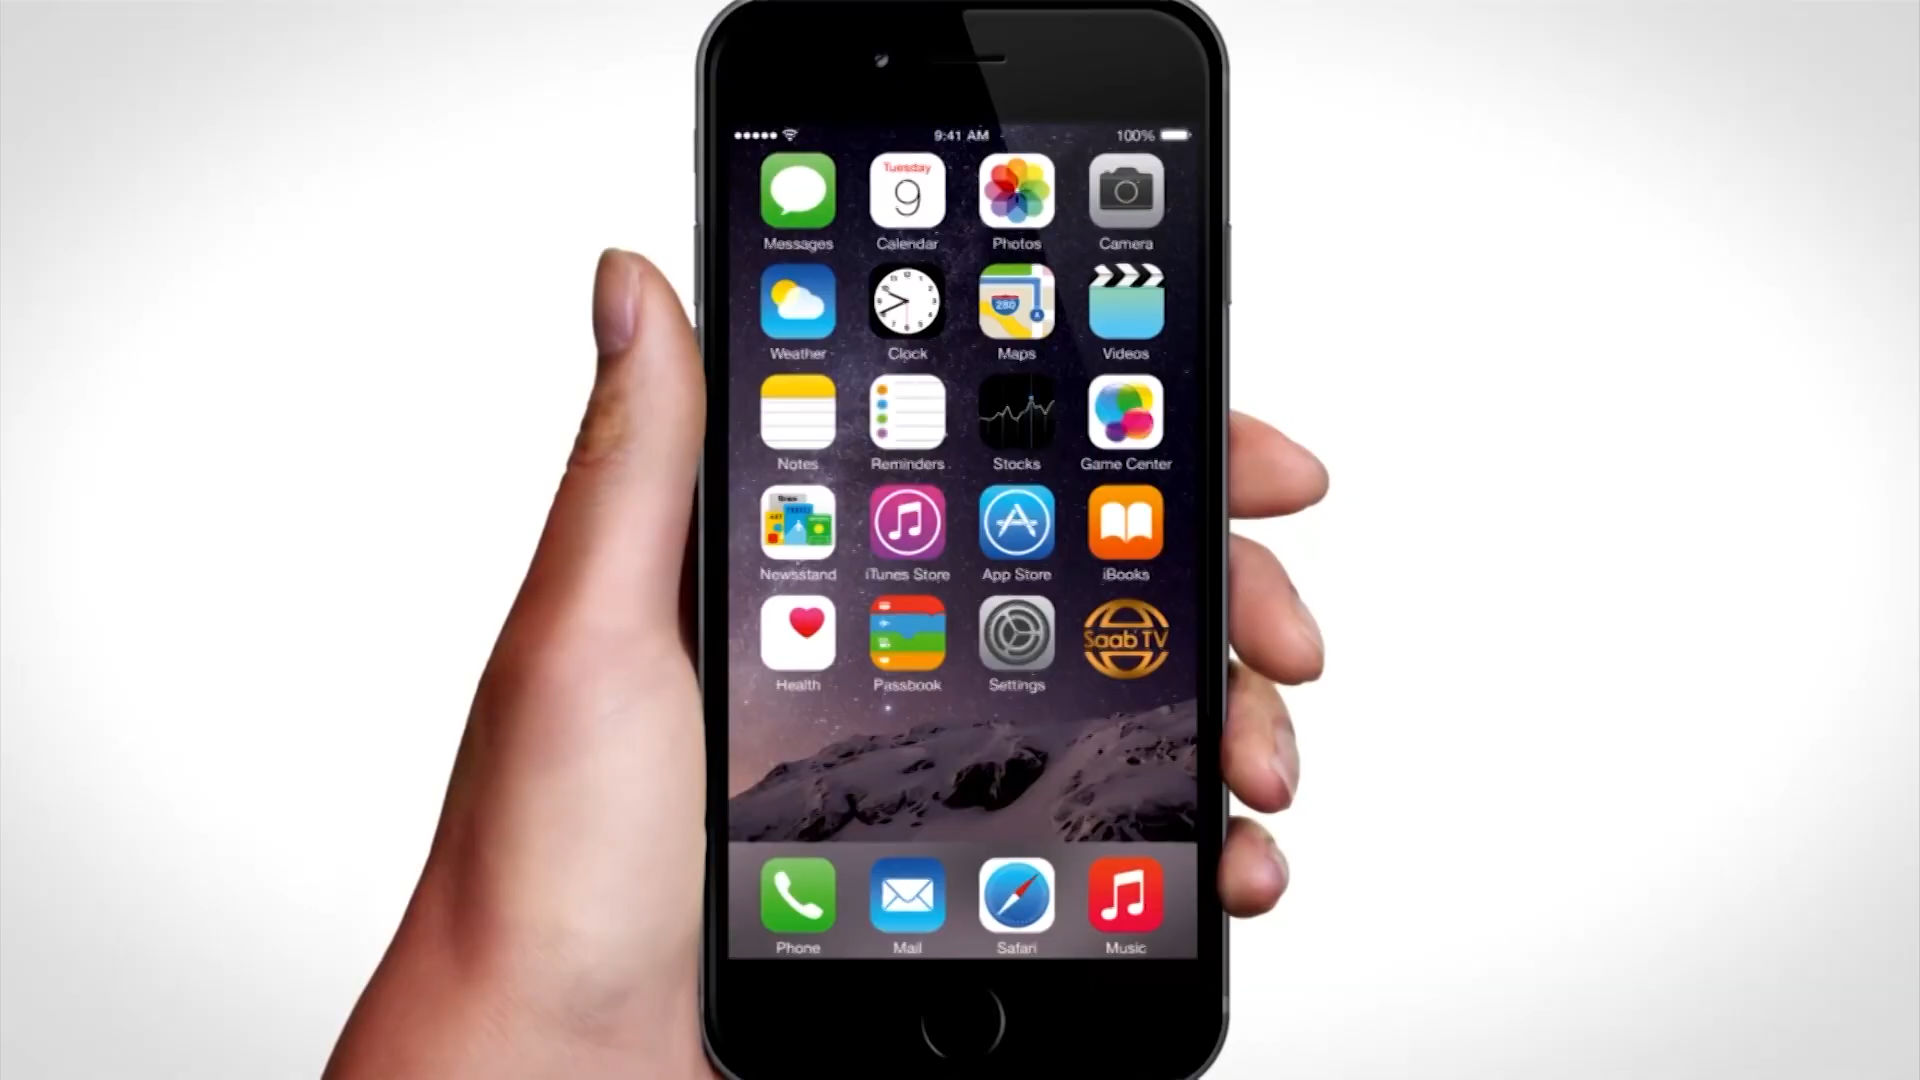 9:41 AM 100%
Tuesday
9
Messages Calendar Photos Camera
280
Weather Clock Maps Videos
Notes Reminders Stocks Game Center
Newsstand iTunes Store App Store iBooks
Saab TV
Health Passbook Settings
Phone Mail Safari Music